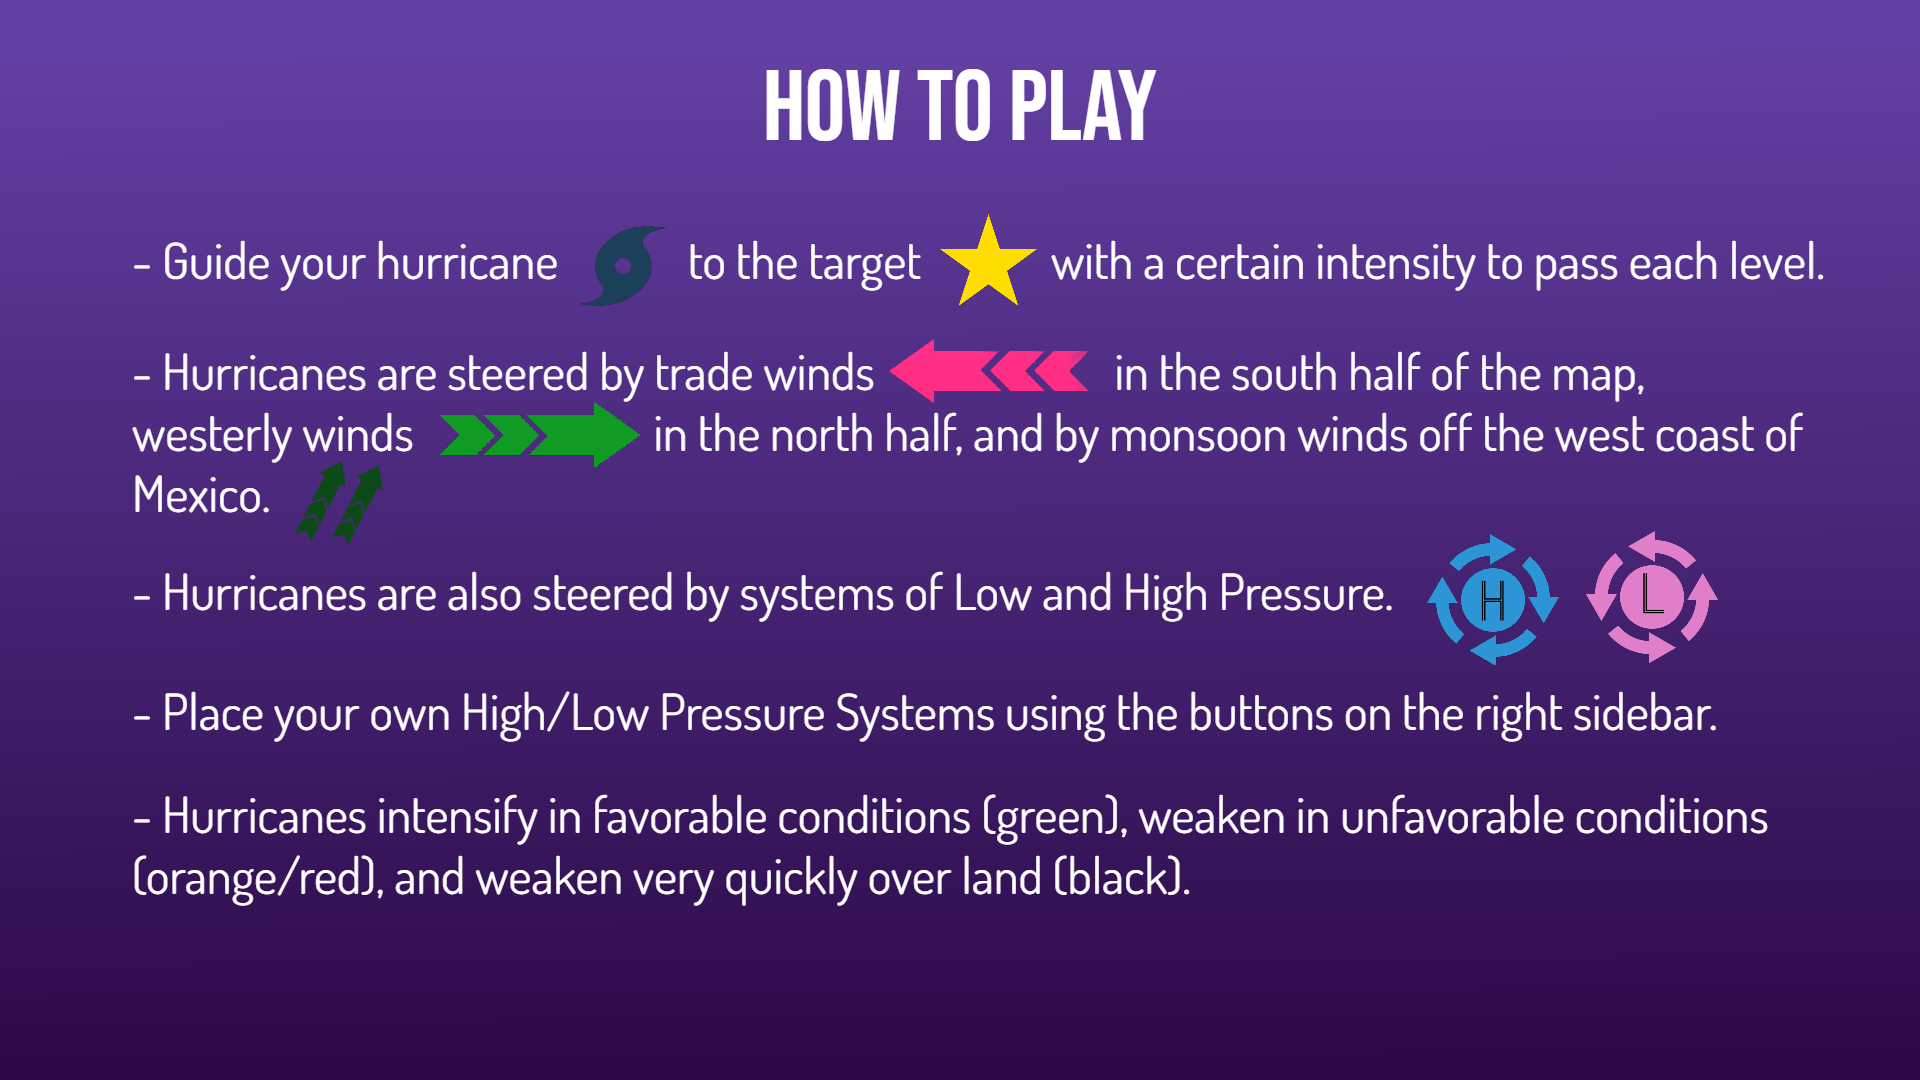 HOW TO PLAY
- Guide your hurricane to the target with a certain intensity to pass each level.
- Hurricanes are steered by trade winds in the south half of the map,
westerly winds in the north half, and by monsoon winds off the west coast of
Mexico.
- Hurricanes are also steered by systems of Low and High Pressure. H L
- Place your own High/Low Pressure Systems using the buttons on the right sidebar.
- Hurricanes intensify in favorable conditions (green), weaken in unfavorable conditions
(orange/red), and weaken very quickly over land (black).